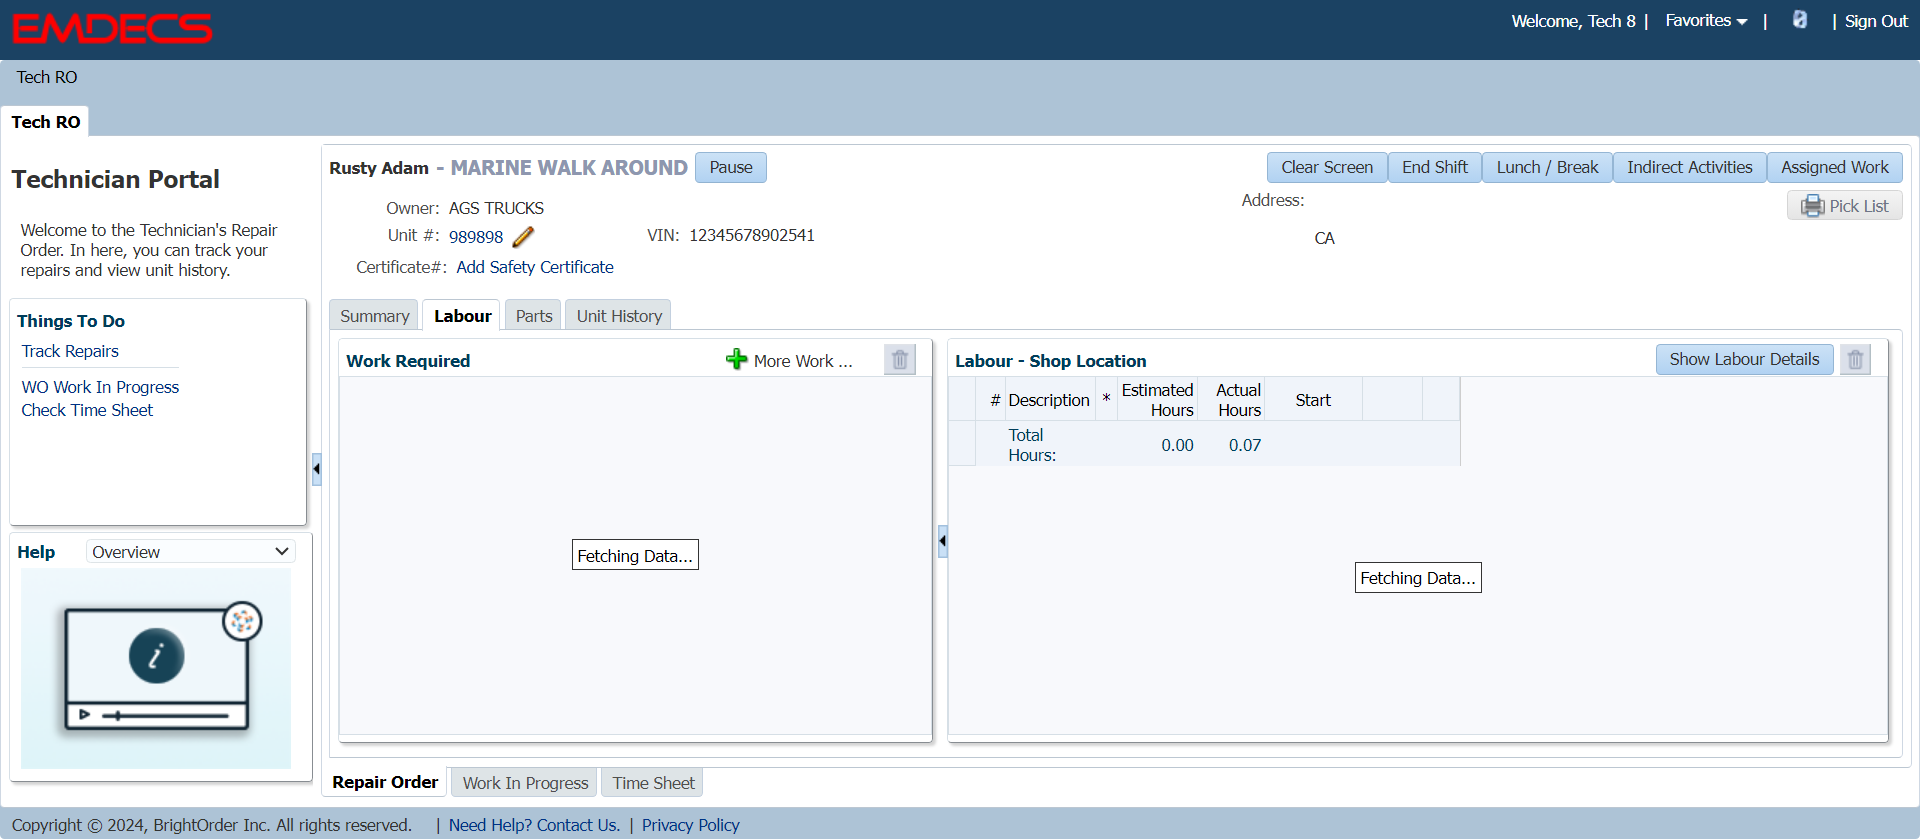 EMDECS
Welcome, Tech 8 | Favorites | | Sign Out
Tech RO
Tech RO
Technician Portal
Welcome to the Technician's Repair
Order. In here, you can track your
repairs and view unit history.
Things To Do
Track Repairs
WO Work In Progress
Check Time Sheet
Help Overview
i
Rusty Adam - MARINE WALK AROUND Pause
Clear Screen End Shift Lunch / Break Indirect Activities Assigned Work
Owner: AGS TRUCKS
Address:
Pick List
Unit #: 989898 VIN: 12345678902541
CA
Certificate#: Add Safety Certificate
Summary Labour Parts Unit History
Work Required More Work ...
Fetching Data...
Labour - Shop Location Show Labour Details
# Description * Estimated Hours Actual Hours Start
Total Hours: 0.00 0.07
Fetching Data...
Repair Order Work In Progress Time Sheet
Copyright © 2024, BrightOrder Inc. All rights reserved. | Need Help? Contact Us. | Privacy Policy